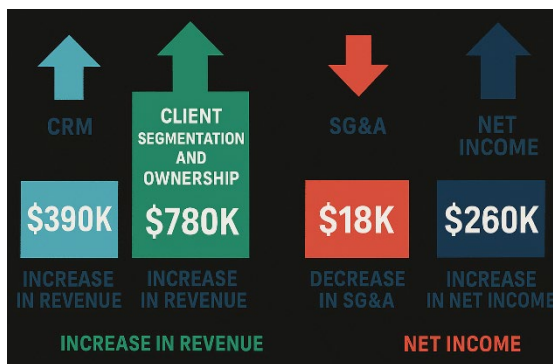 CRM
$390K
INCREASE
IN REVENUE
CLIENT
SEGMENTATION
AND
OWNERSHIP
$780K
INCREASE
IN REVENUE
SG&A
$18K
DECREASE
IN SG&A
NET
INCOME
$260K
INCREASE
IN NET INCOME
INCREASE IN REVENUE
NET INCOME